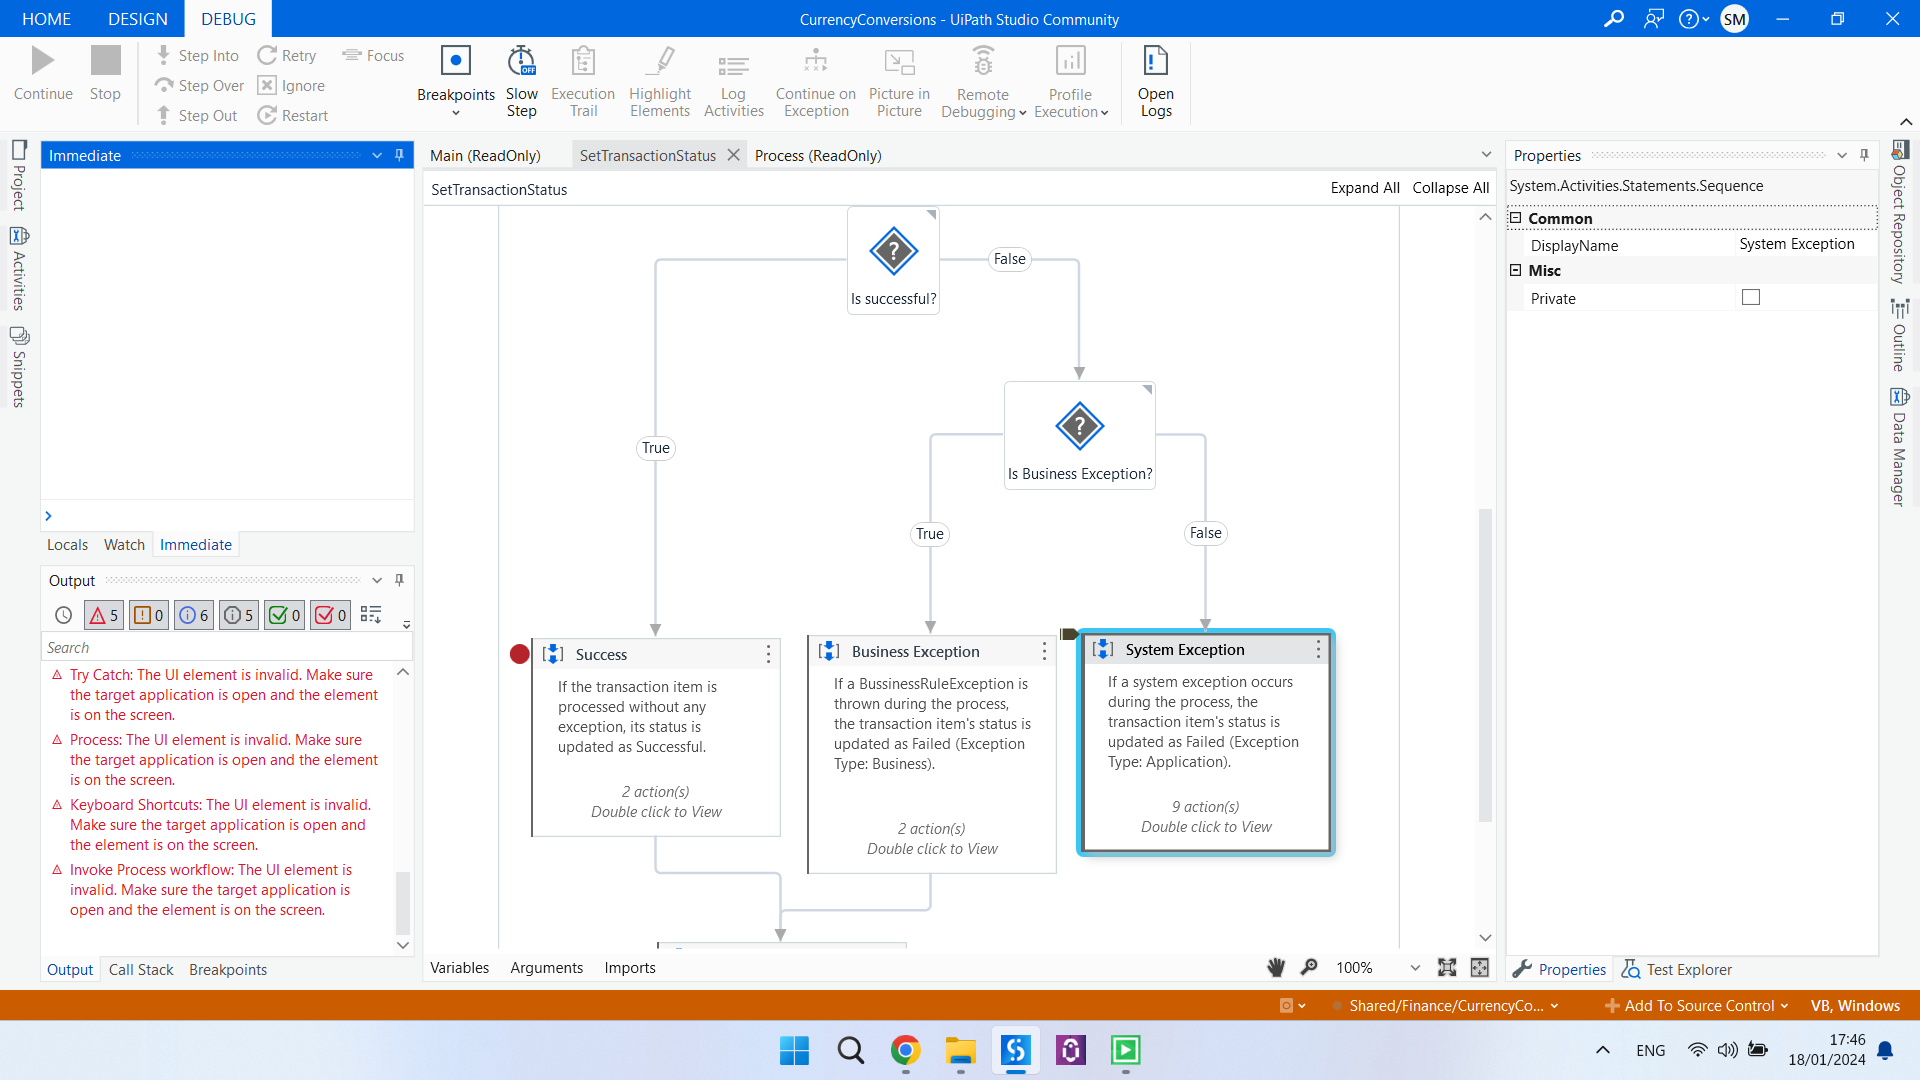 HOME DESIGN DEBUG
CurrencyConversions - UiPath Studio Community
SM
Continue
Stop
Step Into
Step Over
Step Out
Retry
Ignore
Restart
Focus
Breakpoints
Slow
Step
OFF
Execution
Trail
Highlight
Elements
Log
Activities
Continue on
Exception
Picture in
Picture
Remote
Debugging
Profile
Execution
Open
Logs
Project
Activities
Snippets
Immediate
Locals Watch Immediate
Output
5 0 6 5 0 0
Search
Try Catch: The UI element is invalid. Make sure
the target application is open and the element
is on the screen.
Process: The UI element is invalid. Make sure
the target application is open and the element
is on the screen.
Keyboard Shortcuts: The UI element is invalid.
Make sure the target application is open and
the element is on the screen.
Invoke Process workflow: The UI element is
invalid. Make sure the target application is
open and the element is on the screen.
Output Call Stack Breakpoints
Main (ReadOnly) SetTransactionStatus Process (ReadOnly)
SetTransactionStatus
Expand All Collapse All
Is successful?
False
True
Is Business Exception?
True
False
Success
If the transaction item is
processed without any
exception, its status is
updated as Successful.
2 action(s)
Double click to View
Business Exception
If a BussinessRuleException is
thrown during the process,
the transaction item's status is
updated as Failed (Exception
Type: Business).
2 action(s)
Double click to View
System Exception
If a system exception occurs
during the process, the
transaction item's status is
updated as Failed (Exception
Type: Application).
9 action(s)
Double click to View
Variables Arguments Imports
100%
Properties
System.Activities.Statements.Sequence
Common
DisplayName System Exception
Misc
Private
Properties Test Explorer
Object Repository
Outline
Data Manager
Shared/Finance/CurrencyCo...
Add To Source Control
VB, Windows
ENG
17:46
18/01/2024